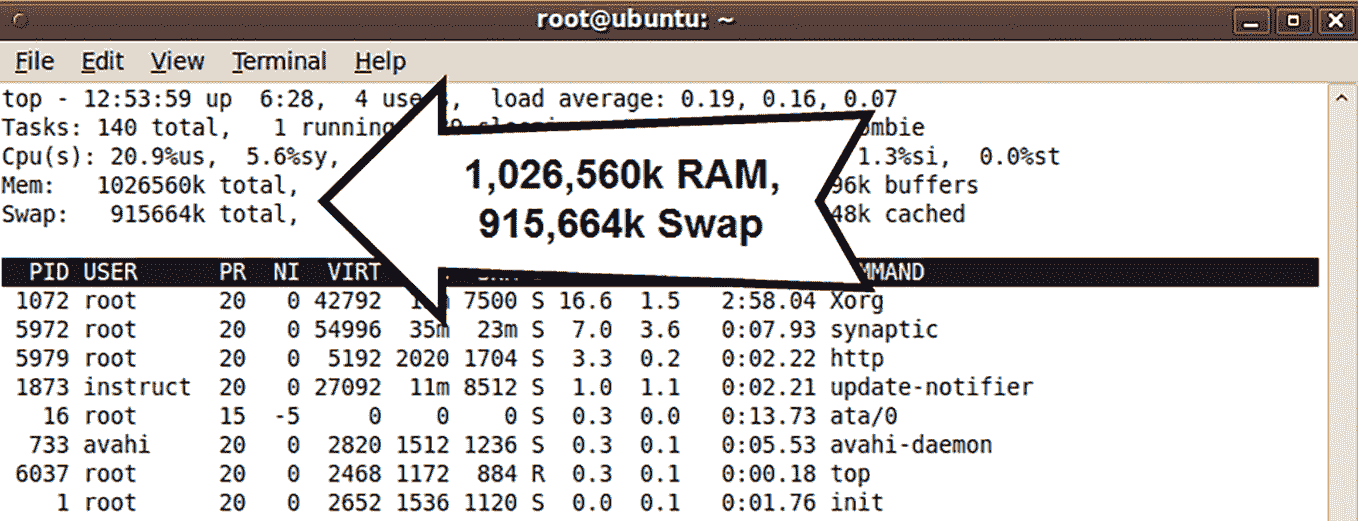 root@ubuntu: ~
File Edit View Terminal Help
top - 12:53:59 up 6:28, 4 load average: 0.19, 0.16, 0.07
Tasks: 140 total, 1 running
Cpu(s): 20.9%us, 5.6%sy, 1.3%si, 0.0%st
Mem: 1026560k total, 96k buffers
Swap: 915664k total, 48k cached
1,026,560k RAM,
915,664k Swap
PID USER PR NI VIRT
1072 root 20 0 42792 7500 S 16.6 1.5 2:58.04 Xorg
5972 root 20 0 54996 35m 23m S 7.0 3.6 0:07.93 synaptic
5979 root 20 0 5192 2020 1704 S 3.3 0.2 0:02.22 http
1873 instruct 20 0 27092 11m 8512 S 1.0 1.1 0:02.21 update-notifier
16 root 15 -5 0 0 0 S 0.3 0.0 0:13.73 ata/0
733 avahi 20 0 2820 1512 1236 S 0.3 0.1 0:05.53 avahi-daemon
6037 root 20 0 2468 1172 884 R 0.3 0.1 0:00.18 top
1 root 20 0 2652 1536 1120 S 0.0 0.1 0:01.76 init